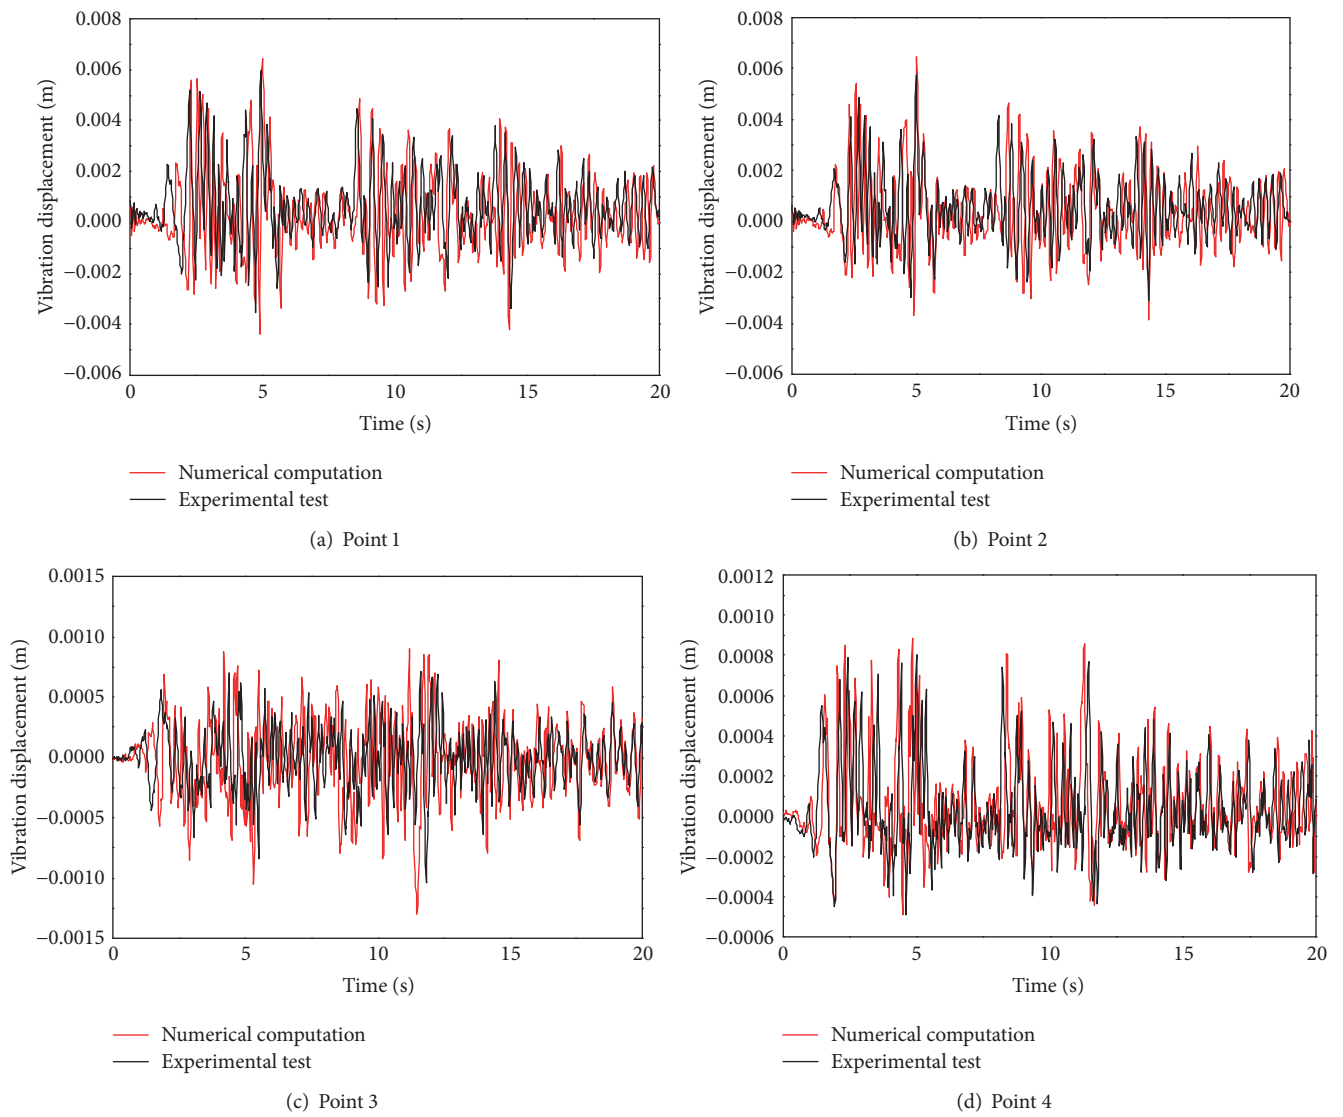 0.008
0.006
0.004
0.002
0.000
−0.002
−0.004
−0.006
Vibration displacement (m)
0 5 10 15 20
Time (s)
Numerical computation
Experimental test
(a) Point 1
0.008
0.006
0.004
0.002
0.000
−0.002
−0.004
−0.006
Vibration displacement (m)
0 5 10 15 20
Time (s)
Numerical computation
Experimental test
(b) Point 2
0.0015
0.0010
0.0005
0.0000
−0.0005
−0.0010
−0.0015
Vibration displacement (m)
0 5 10 15 20
Time (s)
Numerical computation
Experimental test
(c) Point 3
0.0012
0.0010
0.0008
0.0006
0.0004
0.0002
0.0000
−0.0002
−0.0004
−0.0006
Vibration displacement (m)
0 5 10 15 20
Time (s)
Numerical computation
Experimental test
(d) Point 4